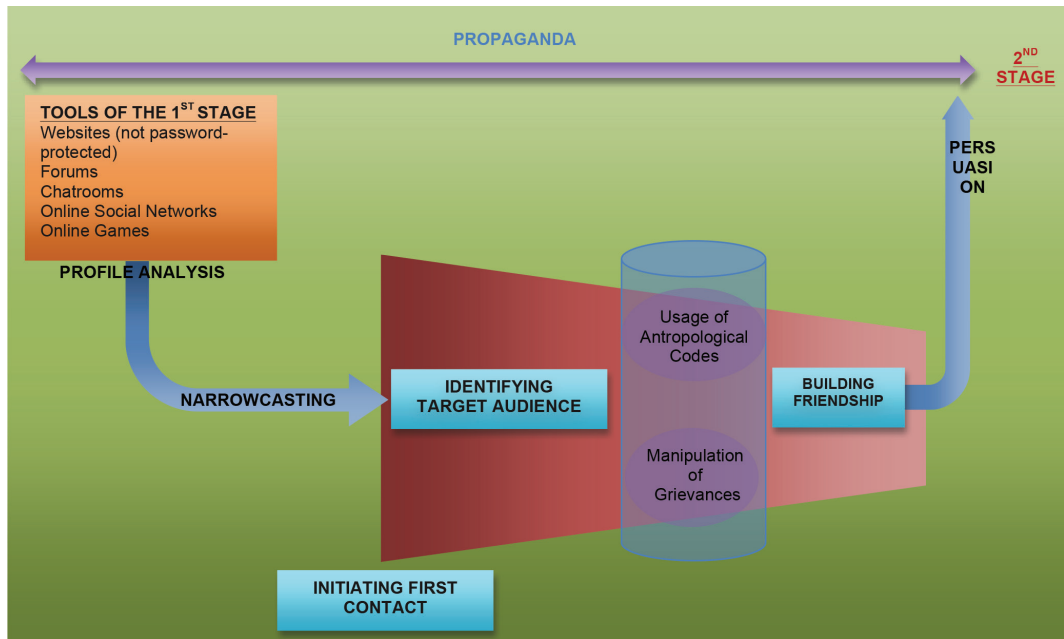 PROPAGANDA
2ND
STAGE
TOOLS OF THE 1ST STAGE
Websites (not password-
protected)
Forums
Chatrooms
Online Social Networks
Online Games
PERS
UASI
ON
PROFILE ANALYSIS
Usage of
Antropological
Codes
IDENTIFYING
TARGET AUDIENCE
BUILDING
FRIENDSHIP
NARROWCASTING
Manipulation
of
Grievances
INITIATING FIRST
CONTACT